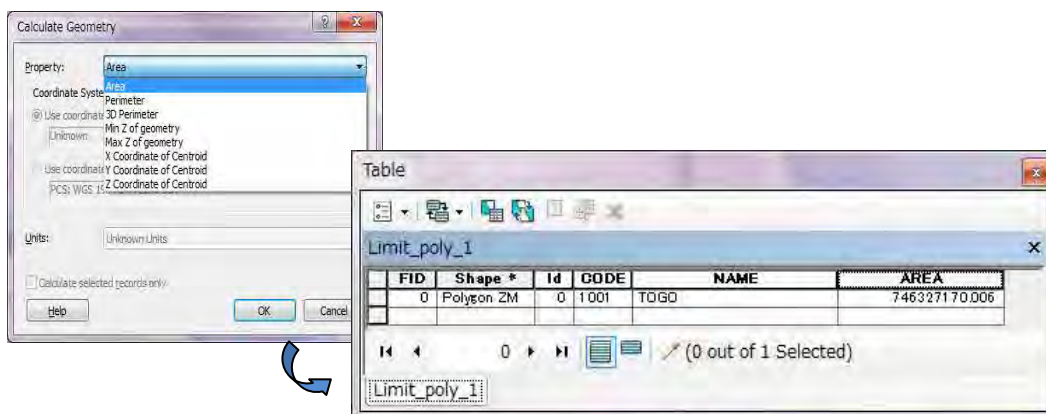 Calculate Geometry
Property: Area
Area
Perimeter
3D Perimeter
Min Z of geometry
Max Z of geometry
X Coordinate of Centroid
Y Coordinate of Centroid
Z Coordinate of Centroid
Coordinate Syste
Use coordinat
Unknown
Use coordinat
PCS: WGS 1
Units: Unknown Units
Calculate selected records only
Help OK Cancel
Table
Limit_poly_1
FID Shape * Id CODE NAME AREA
0 Polygon ZM 0 1001 TOGO 746327170.006
0 (0 out of 1 Selected)
Limit_poly_1